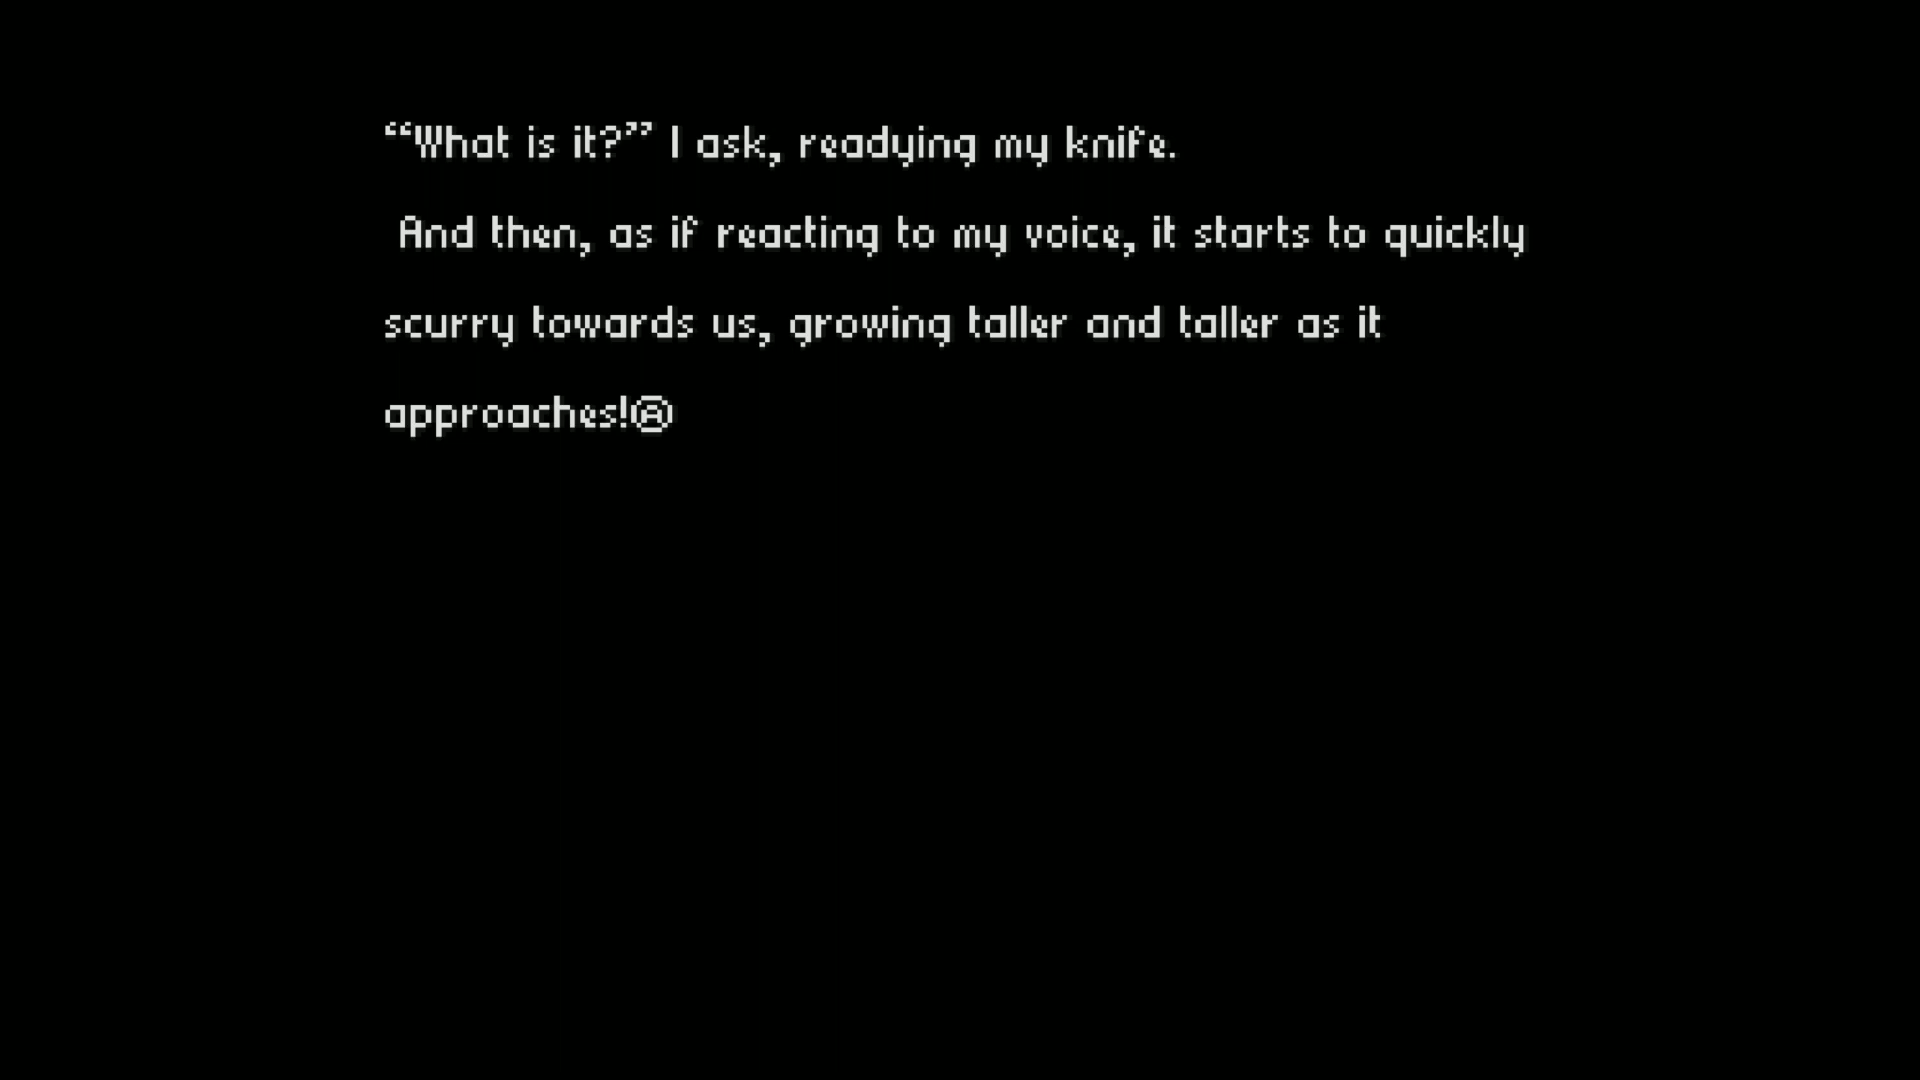 “What is it?” I ask, readying my knife.
And then, as if reacting to my voice, it starts to quickly
scurry towards us, growing taller and taller as it
approaches!Ⓐ